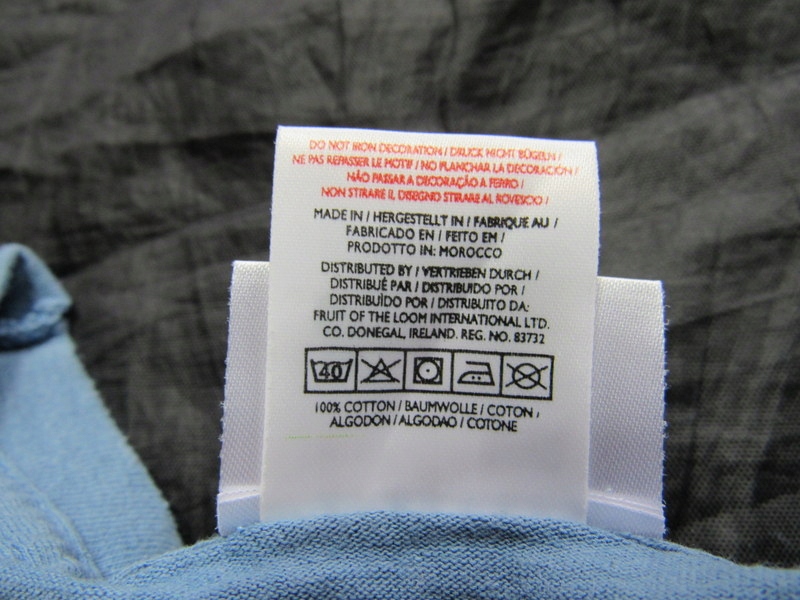 DO NOT IRON DECORATION / DRUCK NICHT BÜGELN /
NE PAS REPASSER LE MOTIF / NO PLANCHAR LA DECORACIÓN /
NÃO PASSAR A DECORAÇÃO A FERRO /
NON STIRARE IL DISEGNO STIRARE AL ROVESCIO /
MADE IN / HERGESTELLT IN / FABRIQUE AU /
FABRICADO EN / FEITO EM /
PRODOTTO IN: MOROCCO
DISTRIBUTED BY / VERTRIEBEN DURCH /
DISTRIBUÉ PAR / DISTRIBUIDO POR /
DISTRIBUÌDO POR / DISTRIBUITO DA:
FRUIT OF THE LOOM INTERNATIONAL LTD.
CO. DONEGAL, IRELAND. REG. NO. 83732
40
100% COTTON / BAUMWOLLE / COTON /
ALGODON / ALGODAO / COTONE